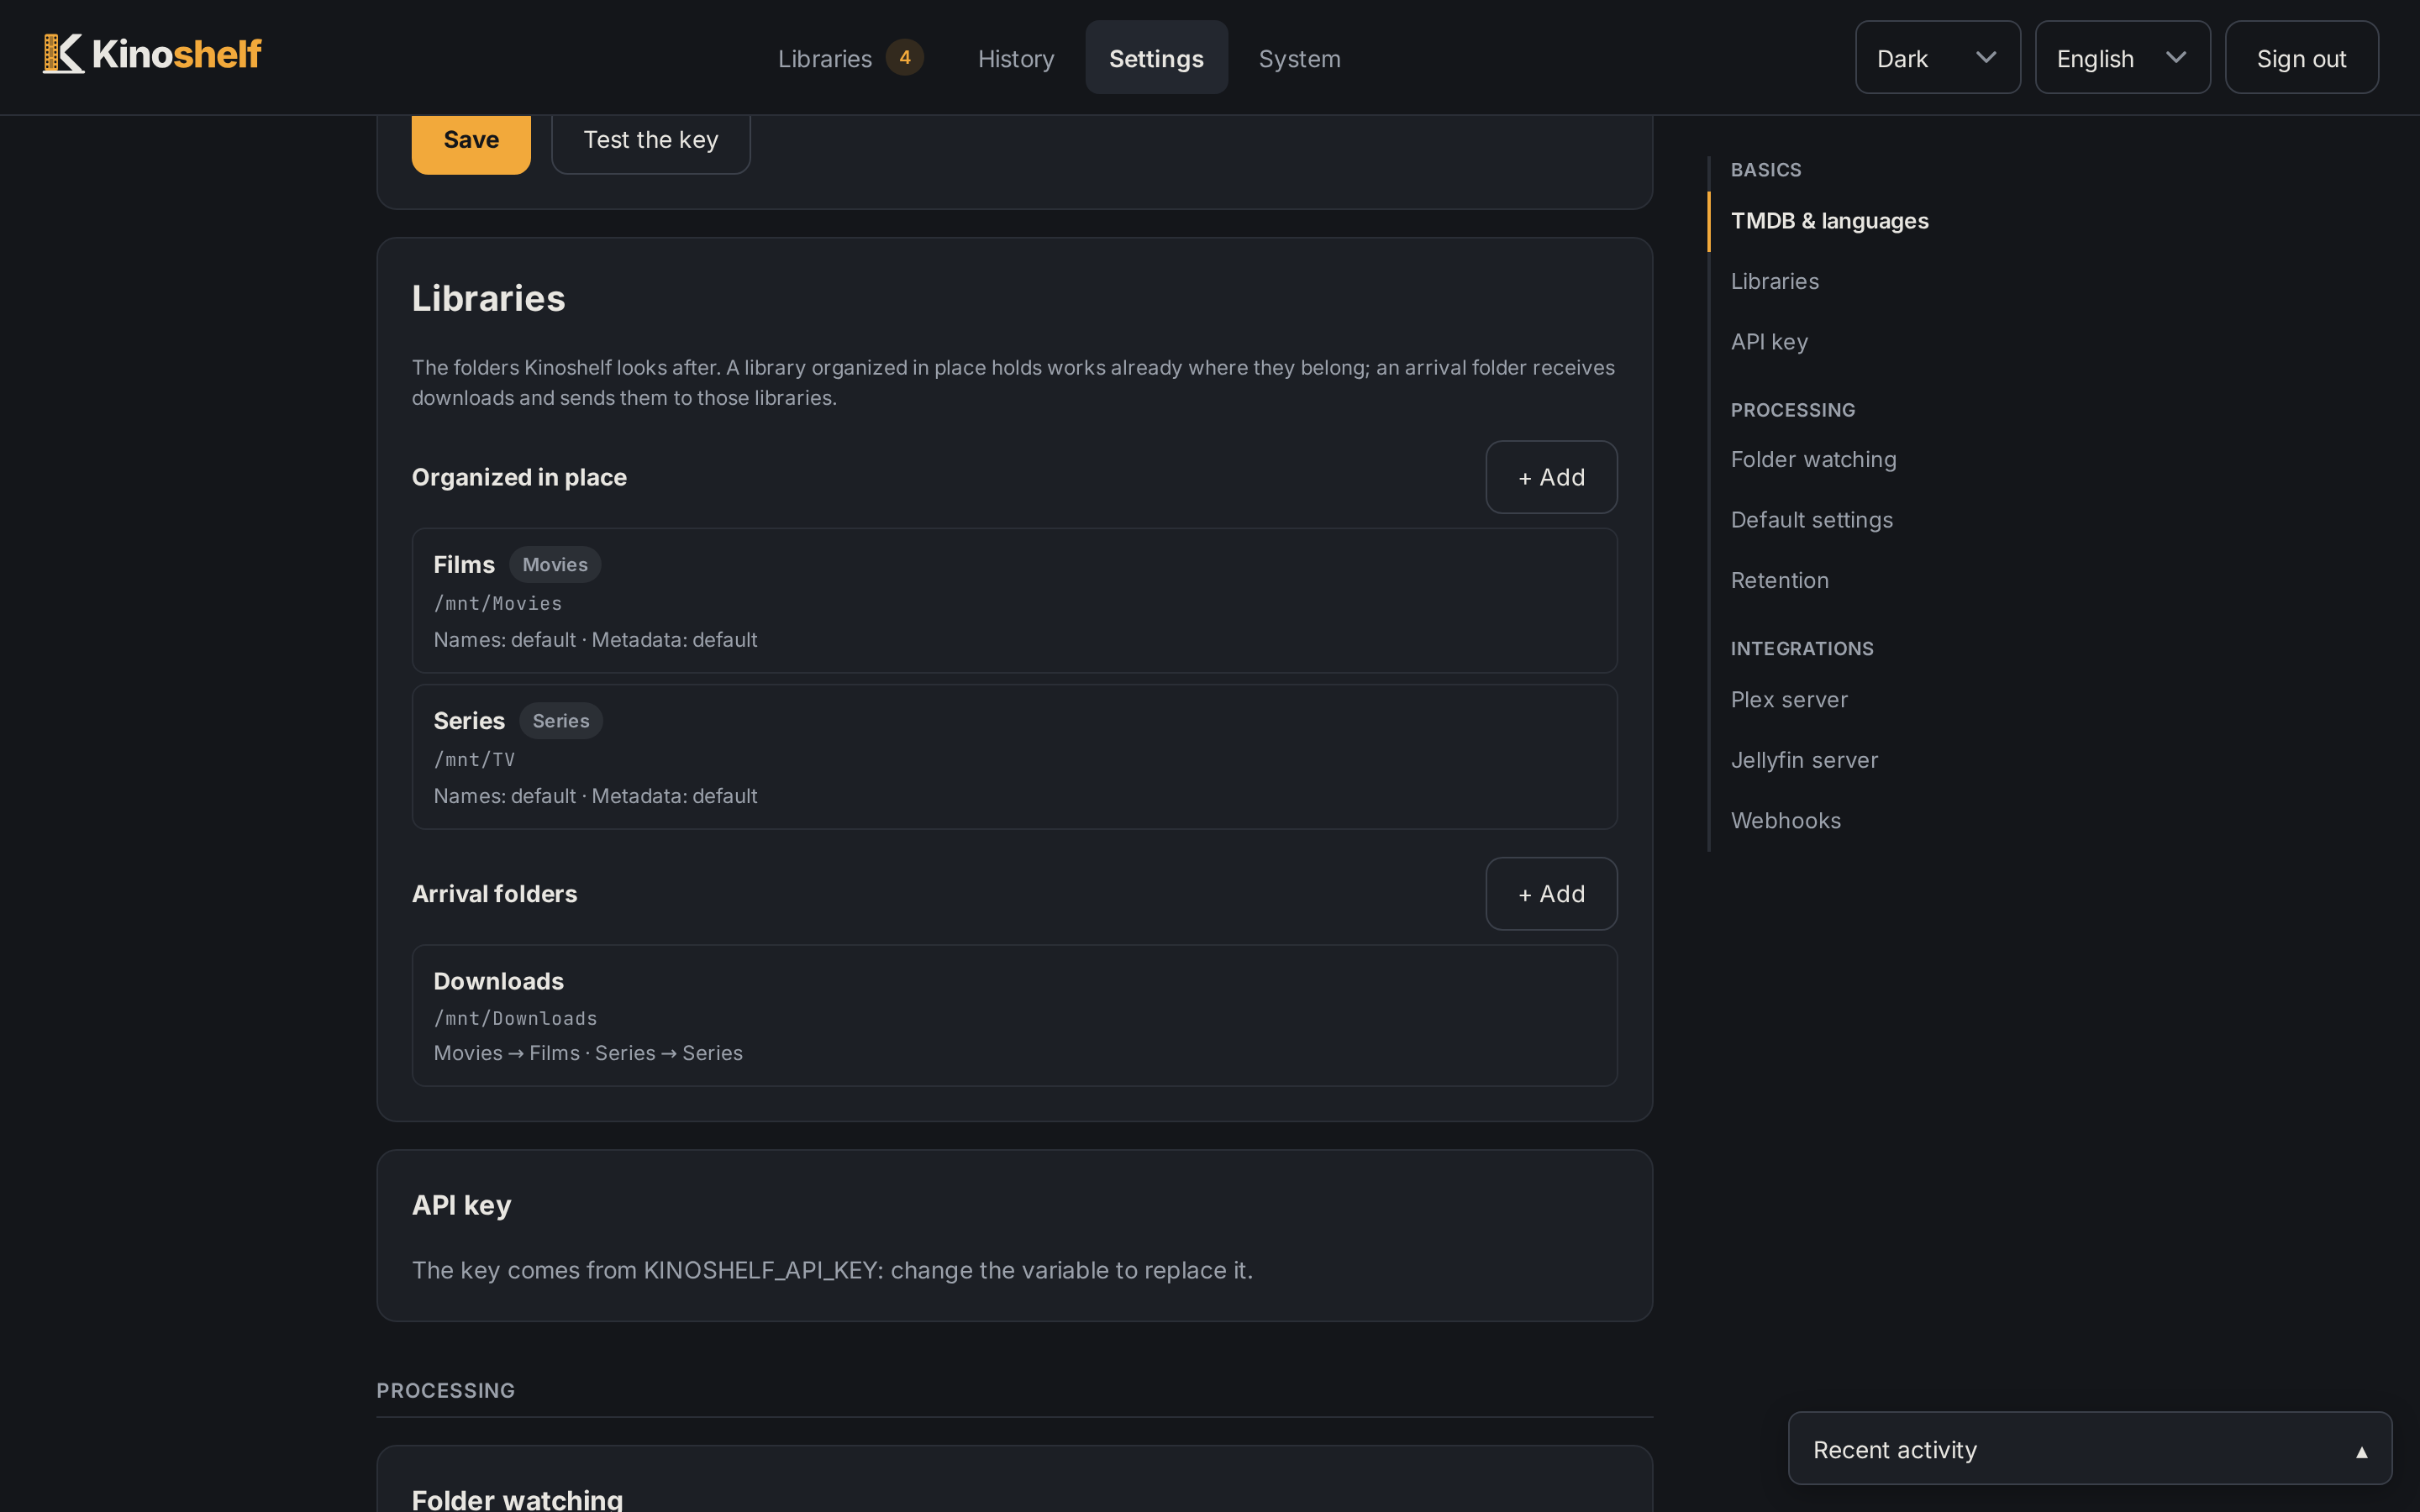 Kinoshelf
Libraries 4
History
Settings
System
Dark
English
Sign out
Save
Test the key
Libraries
The folders Kinoshelf looks after. A library organized in place holds works already where they belong; an arrival folder receives
downloads and sends them to those libraries.
Organized in place
+ Add
Films Movies
/mnt/Movies
Names: default · Metadata: default
Series Series
/mnt/TV
Names: default · Metadata: default
Arrival folders
+ Add
Downloads
/mnt/Downloads
Movies → Films · Series → Series
API key
The key comes from KINOSHELF_API_KEY: change the variable to replace it.
PROCESSING
Folder watching
BASICS
TMDB & languages
Libraries
API key
PROCESSING
Folder watching
Default settings
Retention
INTEGRATIONS
Plex server
Jellyfin server
Webhooks
Recent activity ▲